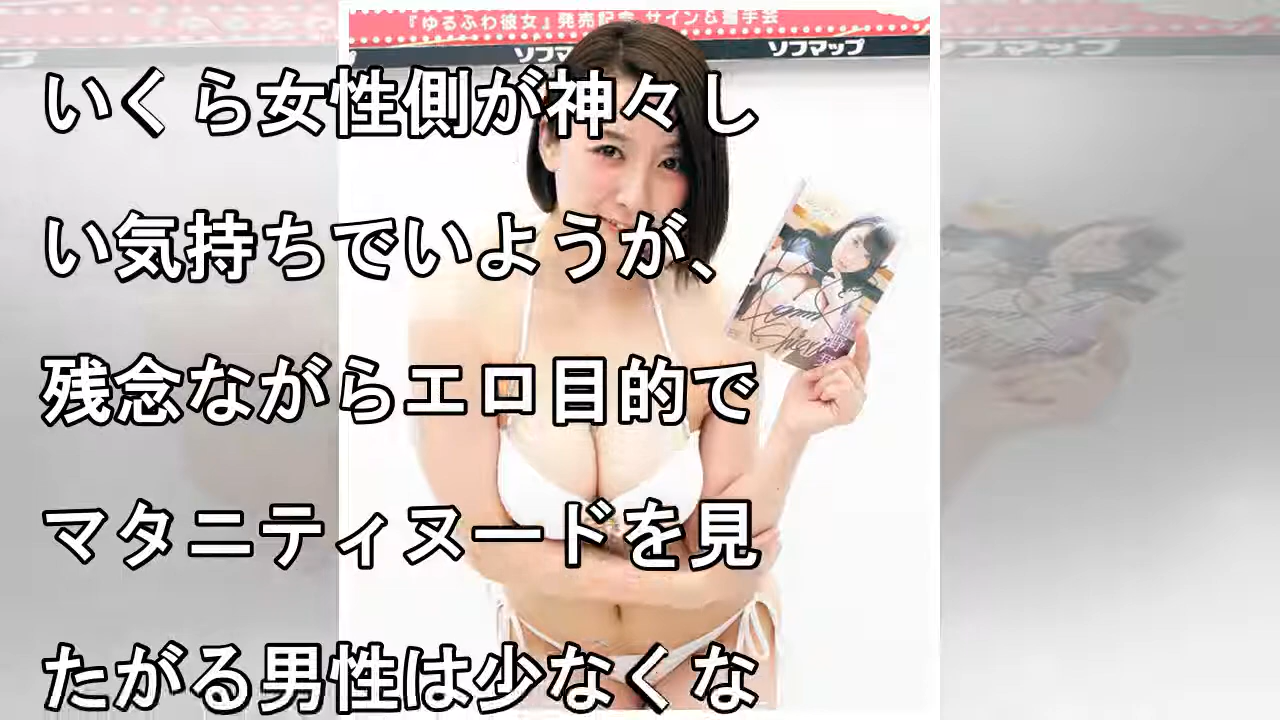 『ゆるふわ彼女』発売記念 サイン&握手会
ソフマップ
ソフマップ
いくら女性側が神々し
い気持ちでいようが、
残念ながらエロ目的で
マタニティヌードを見
たがる男性は少なくな